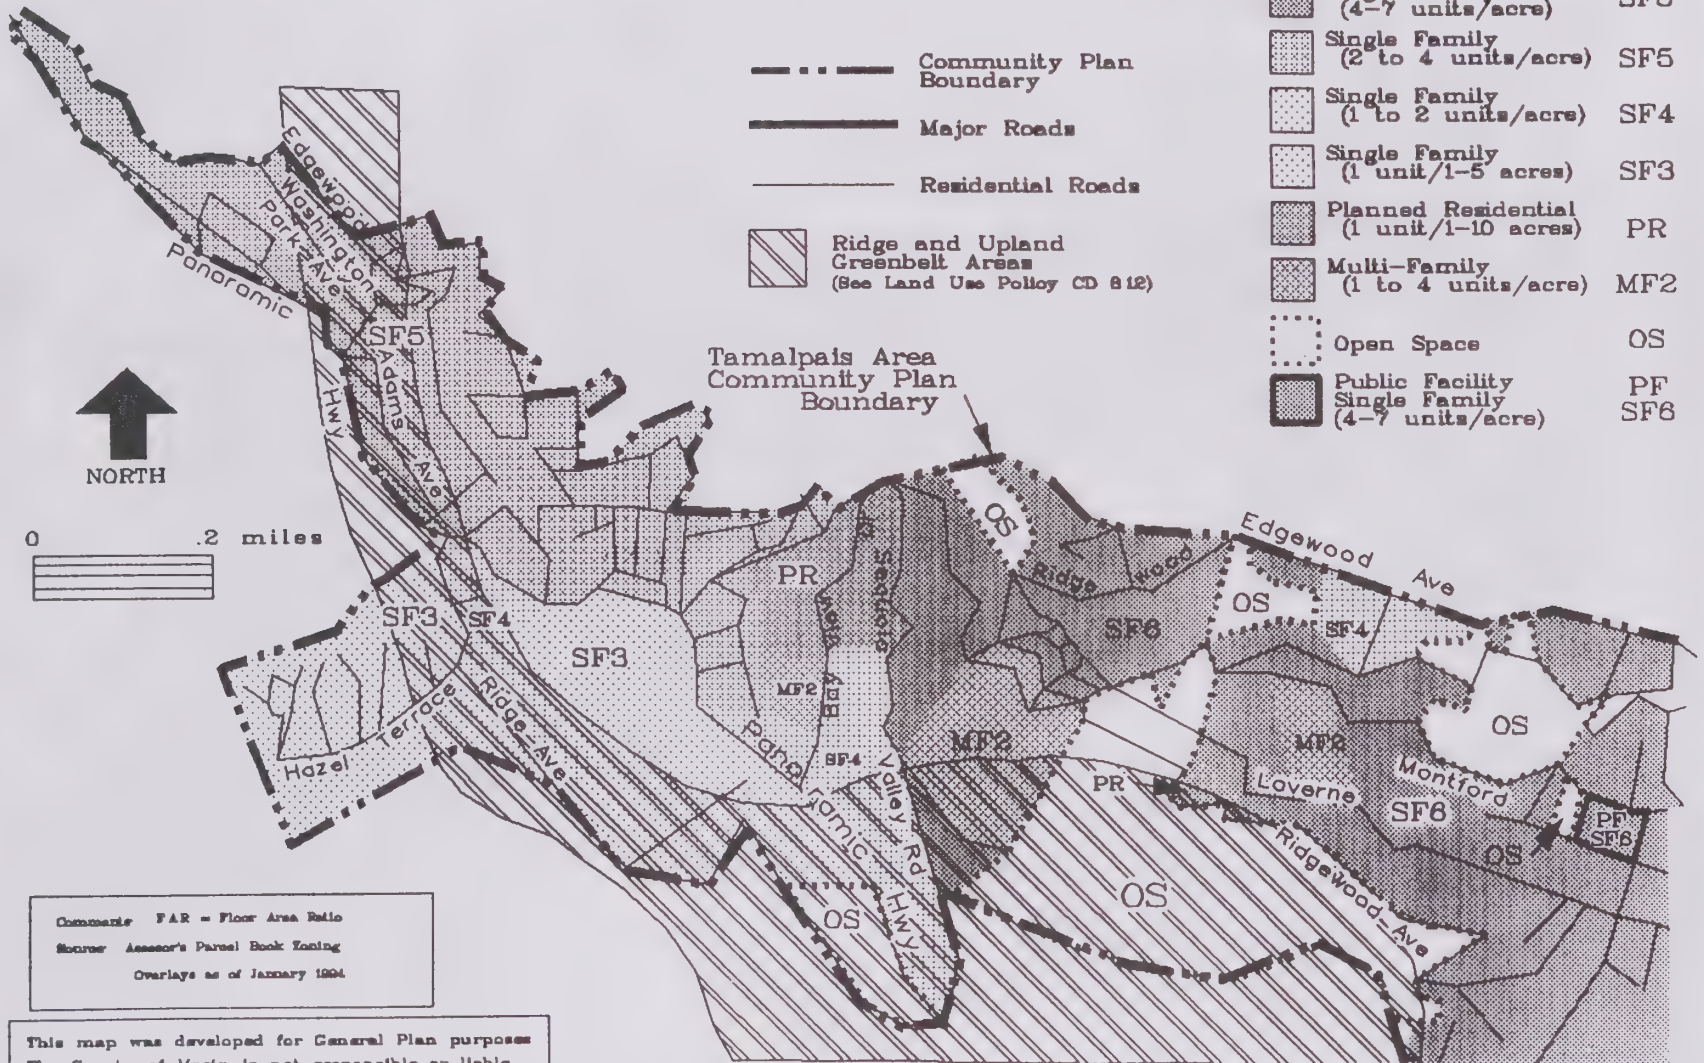 (4-7 units/acre)
Single Family
(2 to 4 units/acre) SF5
Single Family
(1 to 2 units/acre) SF4
Single Family
(1 unit/1-5 acres) SF3
Planned Residential
(1 unit/1-10 acres) PR
Multi-Family
(1 to 4 units/acre) MF2
Open Space OS
Public Facility PF
Single Family SF6
(4-7 units/acre)
Community Plan
Boundary
Major Roads
Residential Roads
Ridge and Upland
Greenbelt Areas
(See Land Use Policy CD 8.12)
Tamalpais Area
Community Plan
Boundary
NORTH
0 .2 miles
Edgewood
Washington
Park Ave
Panoramic
Hwy
SF5
Adams Ave
SF3
SF4
SF3
Hazel Terrace
Ridge Ave
PR
MF2
SF4
Sequoia
Valley Rd
Panoramic
Hwy
OS
OS
Ridge wood
SF6
MF2
OS
Edgewood Ave
SF4
OS
MF2
Montford
Laverne
SF6
PF
SF6
OS
PR
OS
Ridgewood Ave
Comments FAR = Floor Area Ratio
Source Assessor's Parcel Book Zoning
Overlays as of January 1994
This map was developed for General Plan purposes